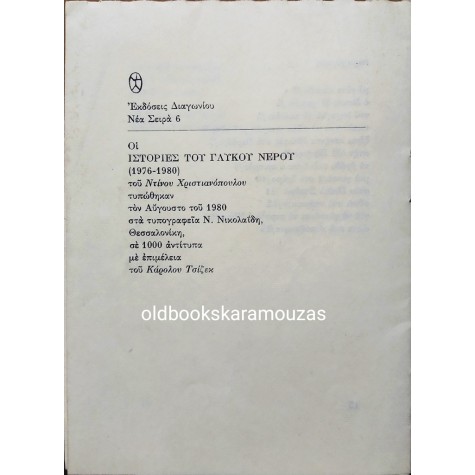 Ἐκδόσεις Διαγωνίου
Νέα Σειρὰ 6
Οἱ
ΙΣΤΟΡΙΕΣ ΤΟΥ ΓΛΥΚΟΥ ΝΕΡΟΥ
(1976-1980)
τοῦ Ντίνου Χριστιανόπουλου
τυπώθηκαν
τὸν Αὔγουστο τοῦ 1980
στὰ τυπογραφεῖα Ν. Νικολαΐδη,
Θεσσαλονίκη,
σὲ 1000 ἀντίτυπα
μὲ ἐπιμέλεια
τοῦ Κάρολου Τσίζεκ
oldbookskaramouzas